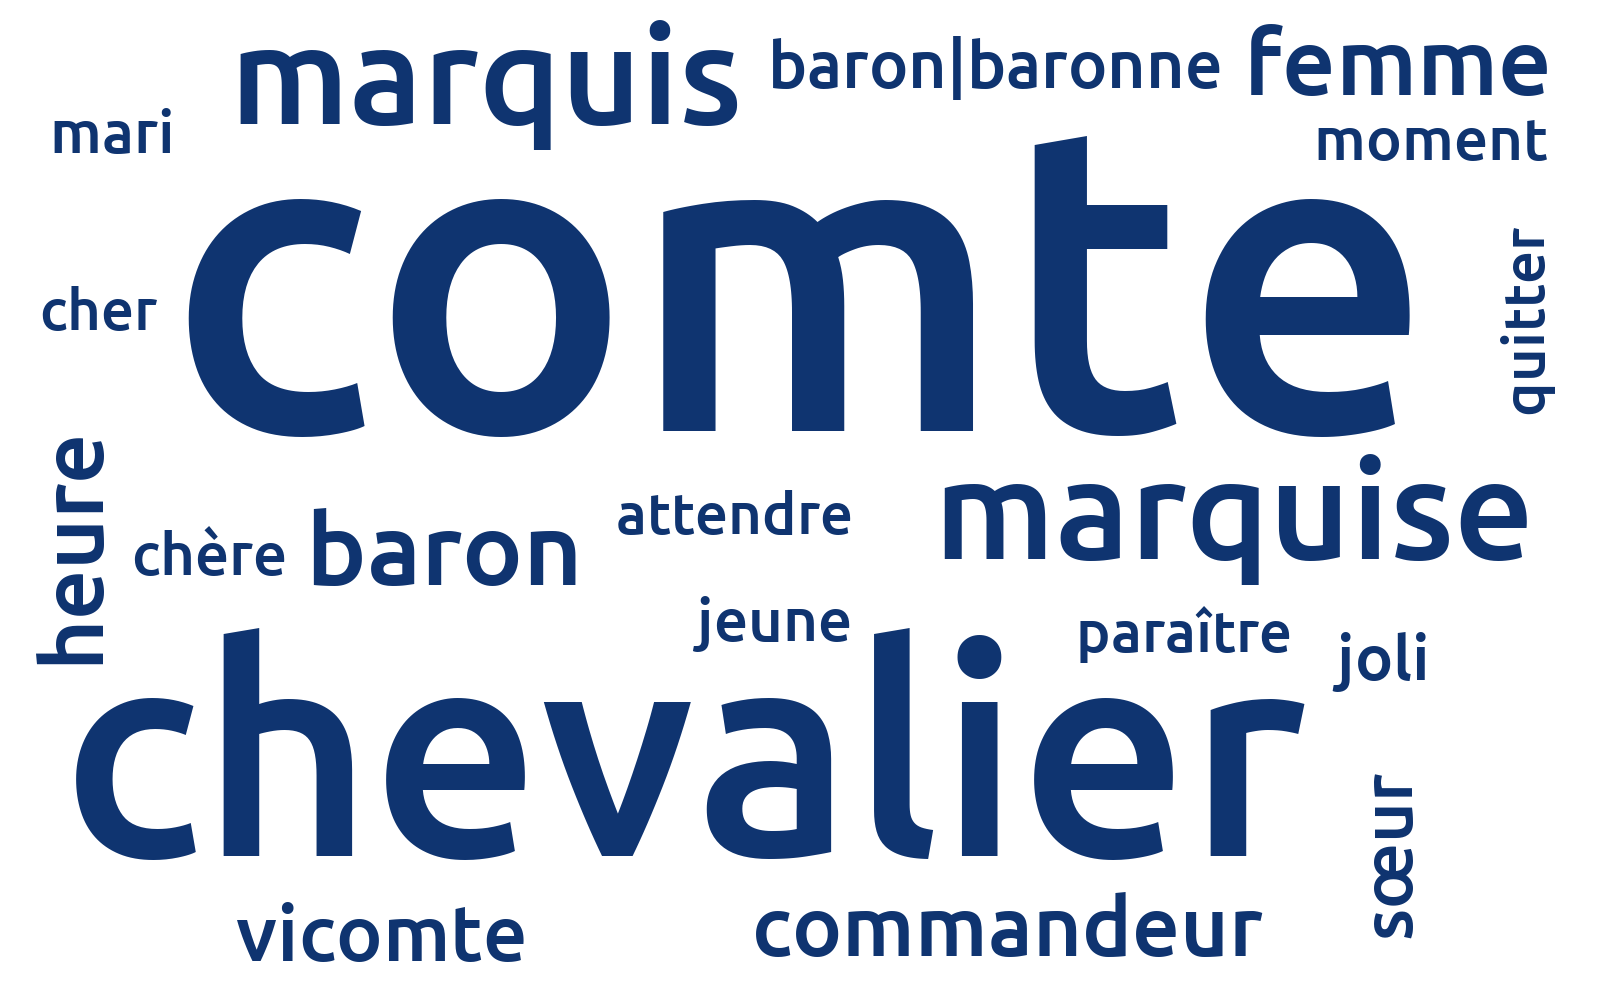 marquis
baron|baronne
femme
mari
moment
comte
quitter
cher
heure
marquise
attendre
chère
baron
jeune
paraître
joli
chevalier
sœur
vicomte
commandeur